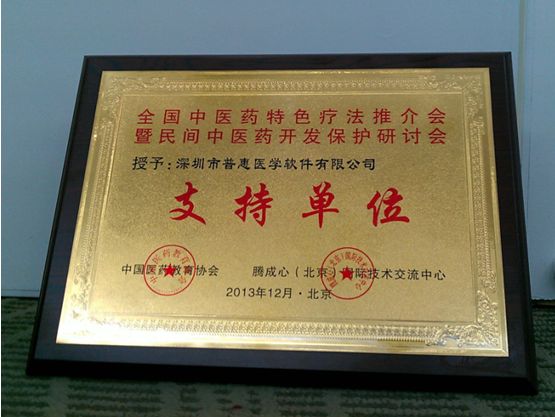 全国中医药特色疗法推介会
暨民间中医药开发保护研讨会
授予：深圳市普惠医学软件有限公司
支持单位
中国医药教育协会 腾成心（北京）国际技术交流中心
2013年12月·北京